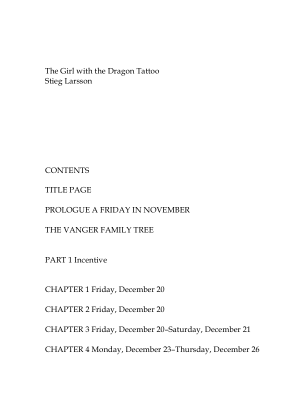 The Girl with the Dragon Tattoo
Stieg Larsson
CONTENTS
TITLE PAGE
PROLOGUE A FRIDAY IN NOVEMBER
THE VANGER FAMILY TREE
PART 1 Incentive
CHAPTER 1 Friday, December 20
CHAPTER 2 Friday, December 20
CHAPTER 3 Friday, December 20–Saturday, December 21
CHAPTER 4 Monday, December 23–Thursday, December 26